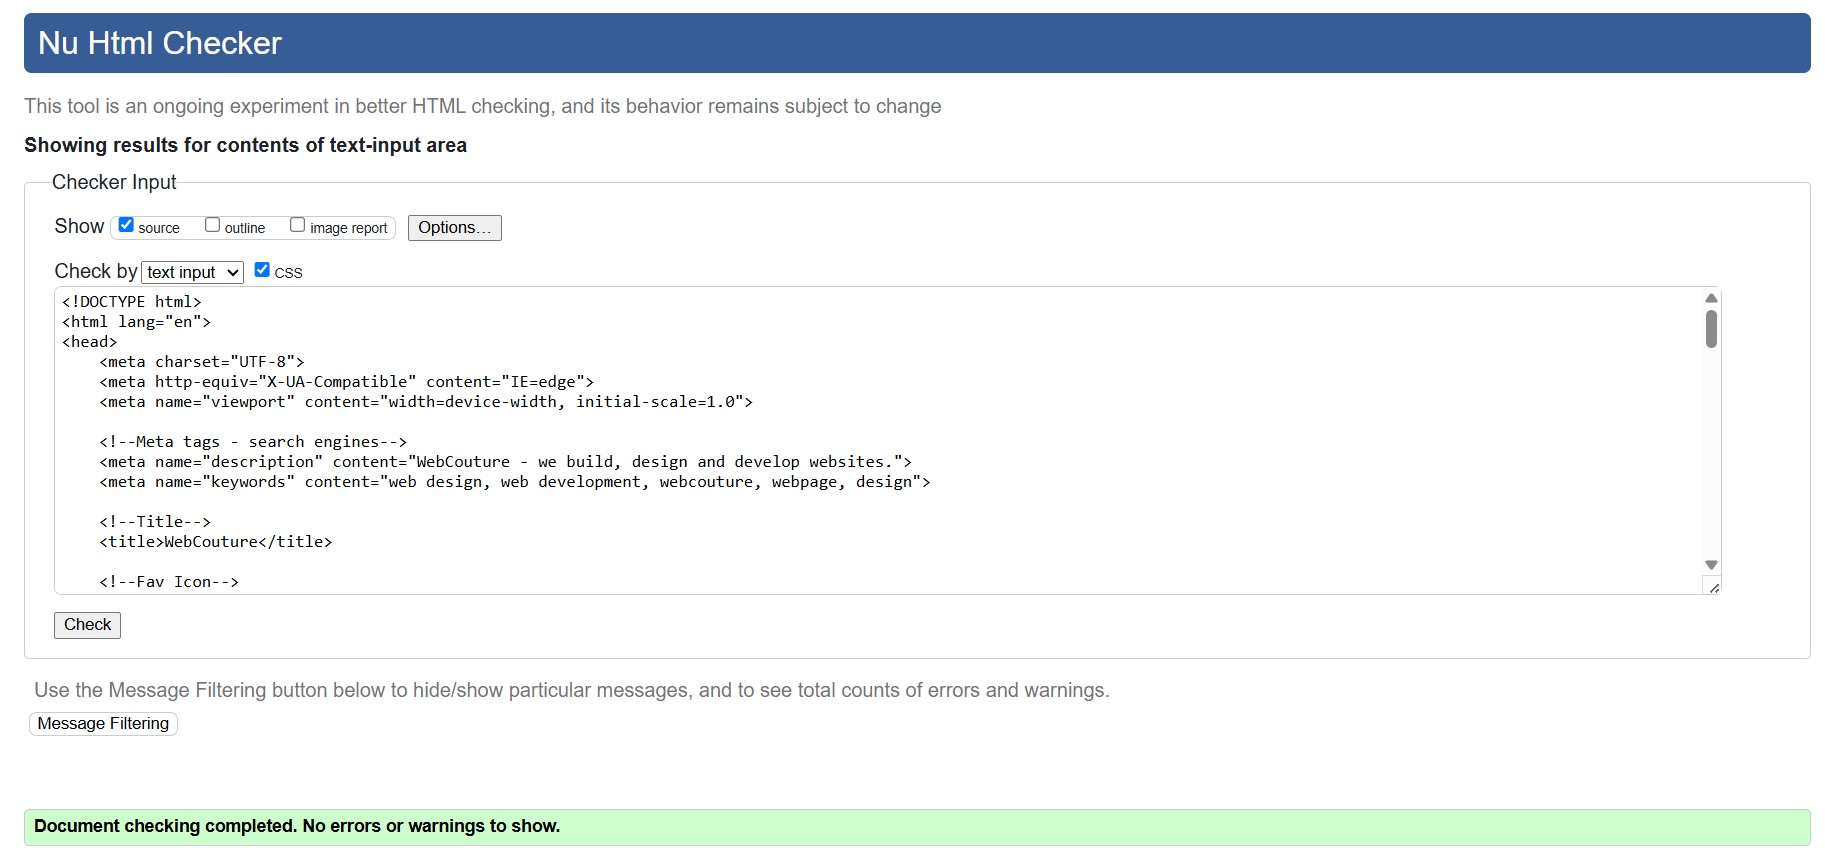 Nu Html Checker
This tool is an ongoing experiment in better HTML checking, and its behavior remains subject to change
Showing results for contents of text-input area
Checker Input
Show source outline image report Options...
Check by text input CSS
<!DOCTYPE html>
<html lang="en">
<head>
    <meta charset="UTF-8">
    <meta http-equiv="X-UA-Compatible" content="IE=edge">
    <meta name="viewport" content="width=device-width, initial-scale=1.0">
    <!--Meta tags - search engines-->
    <meta name="description" content="WebCouture - we build, design and develop websites.">
    <meta name="keywords" content="web design, web development, webcouture, webpage, design">
    <!--Title-->
    <title>WebCouture</title>
    <!--Fav Icon-->
Check
Use the Message Filtering button below to hide/show particular messages, and to see total counts of errors and warnings.
Message Filtering
Document checking completed. No errors or warnings to show.